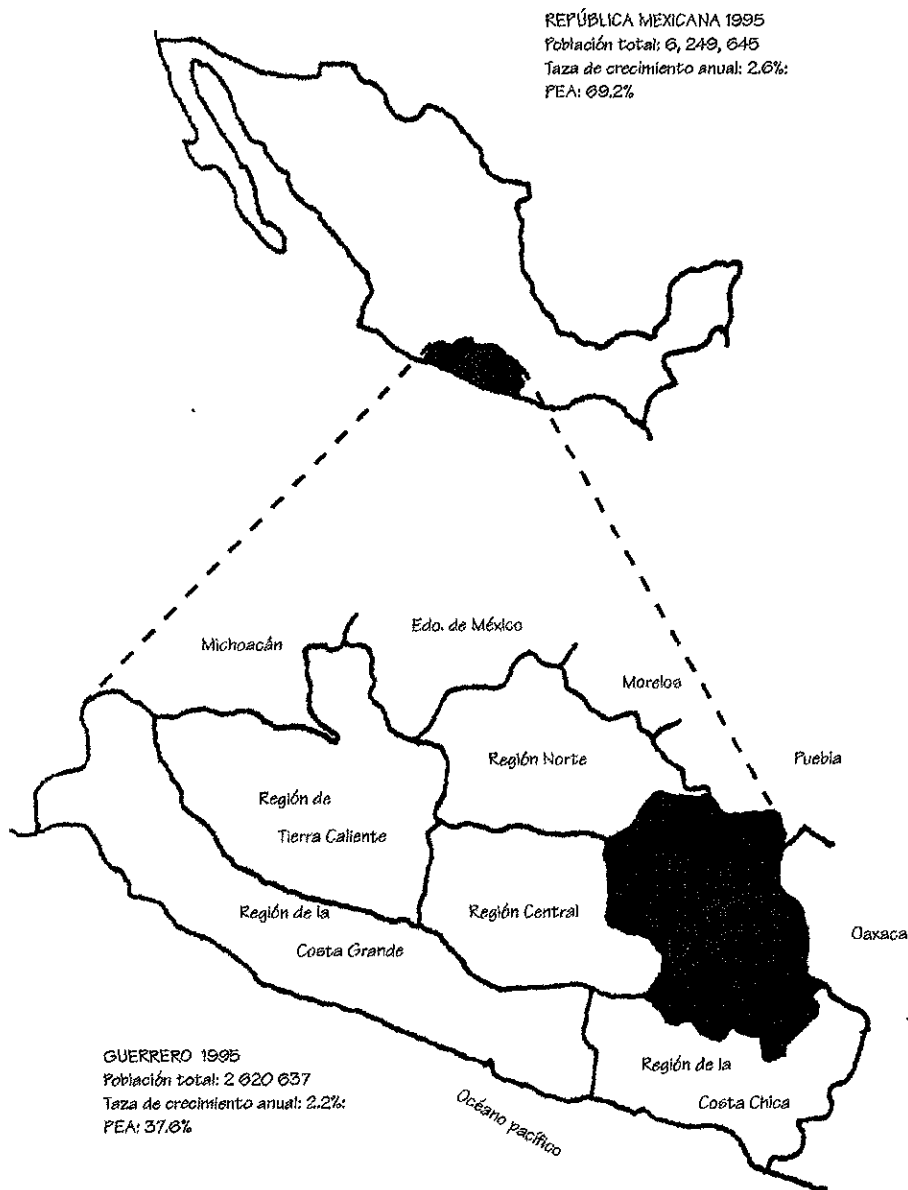 REPÚBLICA MEXICANA 1995
Población total: 6, 249, 645
Taza de crecimiento anual: 2.6%:
PEA: 69.2%
Michoacán
Edo. de México
Morelos
Puebla
Región Norte
Región de
Tierra Caliente
Región de la
Costa Grande
Región Central
Oaxaca
Región de la
Costa Chica
GUERRERO 1995
Población total: 2 620 637
Taza de crecimiento anual: 2.2%:
PEA: 37.6%
Océano pacífico